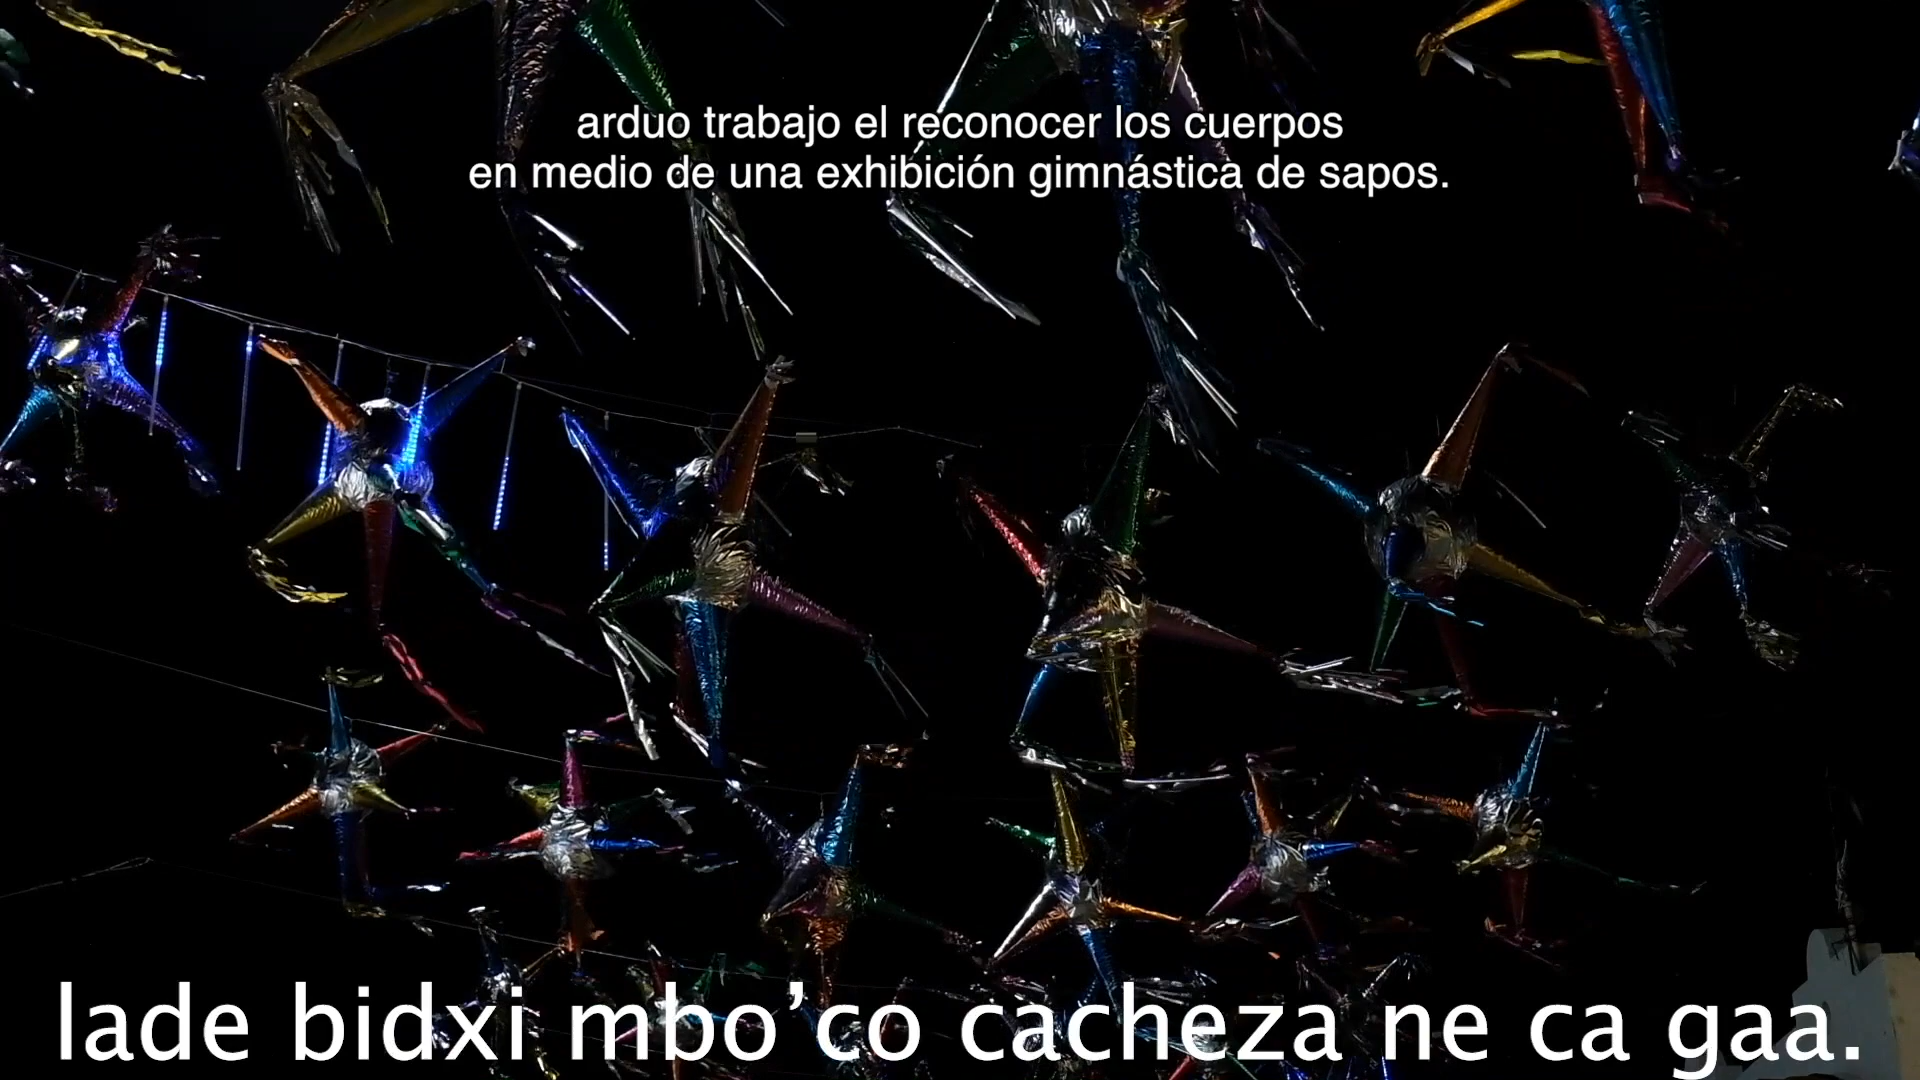 arduo trabajo el reconocer los cuerpos
en medio de una exhibición gimnástica de sapos.
lade bidxi mbo’co cacheza ne ca gaa.